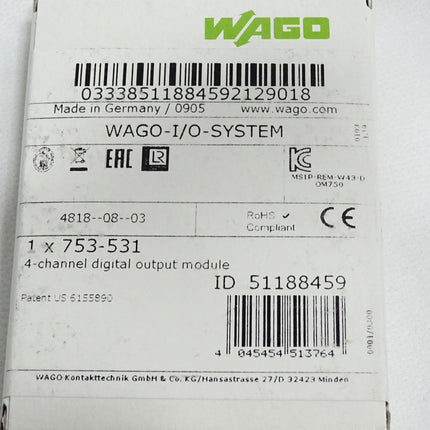 WAGO
03338511884592129018
Made in Germany / 0905 www.wago.com
WAGO-I/O-SYSTEM
EAC LR
MSIP-REM-W43-D
OM750
4818--08--03
RoHS ✓
Compliant CE
1 x 753-531
4-channel digital output module
ID 51188459
Patent US 6155890
4 045454 513764
WAGO Kontakttechnik GmbH & Co. KG/Hansastrasse 27/D 32423 Minden